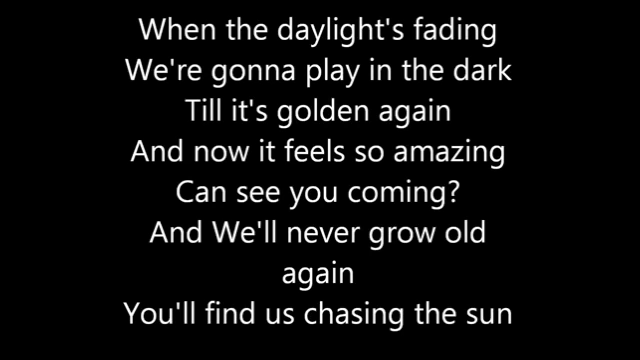 When the daylight's fading
We're gonna play in the dark
Till it's golden again
And now it feels so amazing
Can see you coming?
And We'll never grow old
again
You'll find us chasing the sun